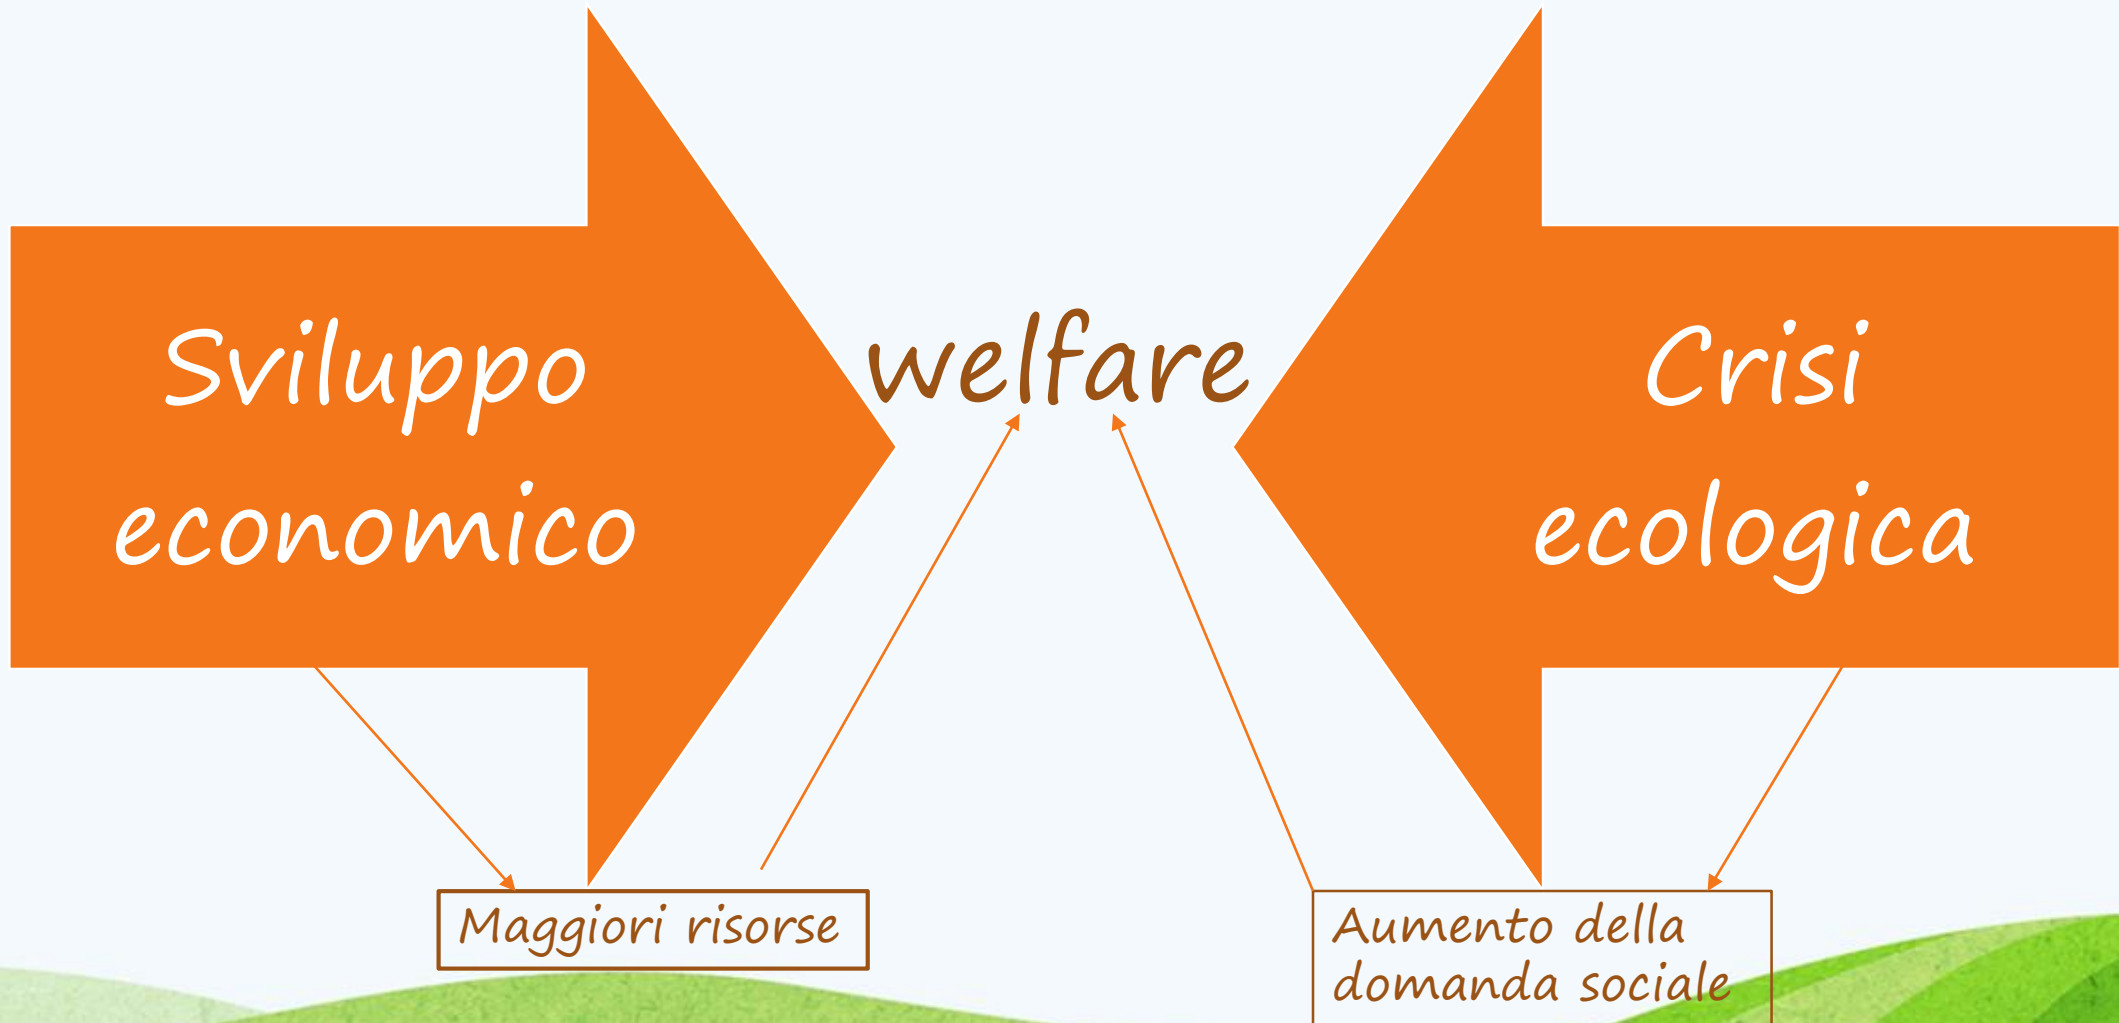 Sviluppo
economico
welfare
Crisi
ecologica
Maggiori risorse
Aumento della
domanda sociale